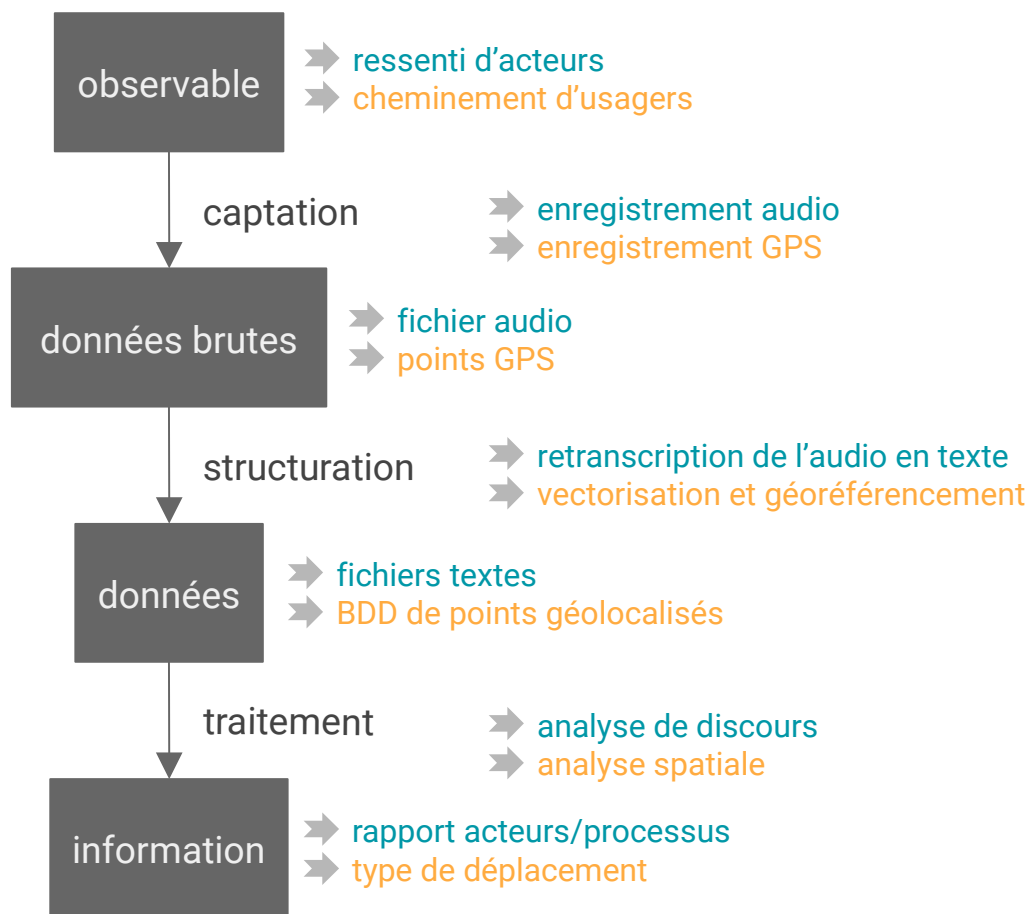 observable
ressenti d’acteurs
cheminement d’usagers
captation
enregistrement audio
enregistrement GPS
données brutes
fichier audio
points GPS
structuration
retranscription de l’audio en texte
vectorisation et géoréférencement
données
fichiers textes
BDD de points géolocalisés
traitement
analyse de discours
analyse spatiale
information
rapport acteurs/processus
type de déplacement